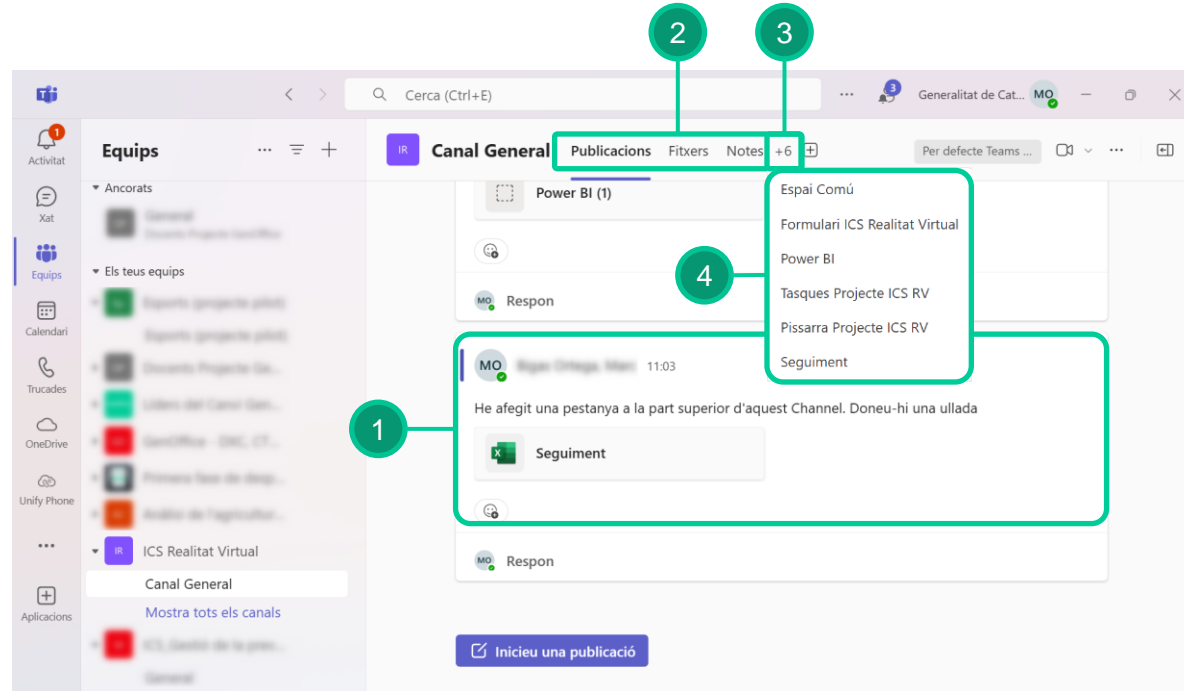 2
3
Cerca (Ctrl+E)
...
3
Generalitat de Cat...
MO
1
Activitat
Xat
Equips
Calendari
Trucades
OneDrive
Unify Phone
...
Aplicacions
Equips
...
Ancorats
General
Els teus equips
IR
ICS Realitat Virtual
Canal General
Mostra tots els canals
General
IR
Canal General
Publicacions
Fitxers
Notes
+6
Per defecte Teams ...
...
Power BI (1)
MO
Respon
4
Espai Comú
Formulari ICS Realitat Virtual
Power BI
Tasques Projecte ICS RV
Pissarra Projecte ICS RV
Seguiment
1
MO
11:03
He afegit una pestanya a la part superior d'aquest Channel. Doneu-hi una ullada
Seguiment
MO
Respon
Inicieu una publicació